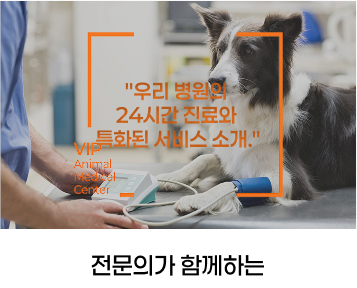 "우리 병원의
24시간 진료와
특화된 서비스 소개."
VIP
Animal
Medical
Center
전문의가 함께하는